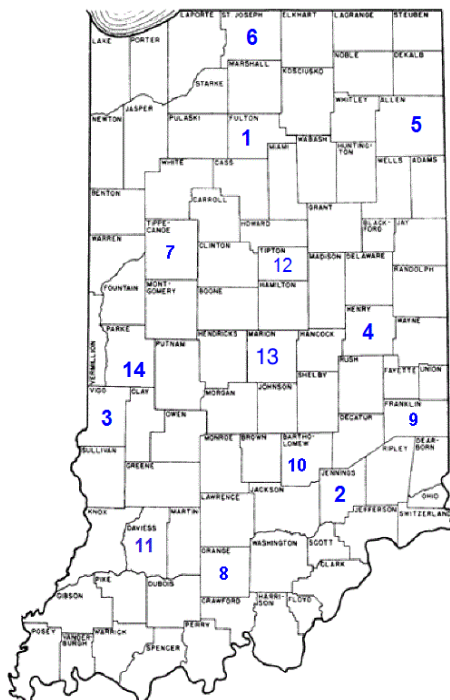 LAPORTE ST JOSEPH ELKHART LAGRANGE STEUBEN
6
LAKE PORTER
NOBLE DEKALB
MARSHALL
KOSCIUSKO
STARKE
WHITLEY ALLEN
JASPER
NEWTON PULASKI FULTON
5
1
WABASH
HUNTING-
TON
MIAMI
WHITE CASS
WELLS ADAMS
BENTON
CARROLL
GRANT
BLACK-
FORD
JAY
TIPPE-
CANOE
HOWARD
WARREN
7
CLINTON
TIPTON
12
MADISON DELAWARE
RANDOLPH
FOUNTAIN
MONT-
GOMERY
BOONE
HAMILTON
HENRY
4
WAYNE
VERMILLION
PARKE
PUTNAM
HENDRICKS MARION HANCOCK
13
RUSH
FAYETTE UNION
14
SHELBY
VIGO CLAY
MORGAN
JOHNSON
3
FRANKLIN
9
OWEN
DECATUR
MONROE BROWN BARTHO-
LOMEW
DEAR-
BORN
RIPLEY
SULLIVAN
10
GREENE
JENNINGS
2
LAWRENCE
JACKSON
OHIO
KNOX
JEFFERSON
SWITZERLAND
DAVIESS
11
MARTIN
WASHINGTON
SCOTT
ORANGE
8
CLARK
PIKE
DUBOIS
GIBSON
CRAWFORD
HARRI-
SON
FLOYD
POSEY
VANDER-
BURGH
WARRICK
PERRY
SPENCER